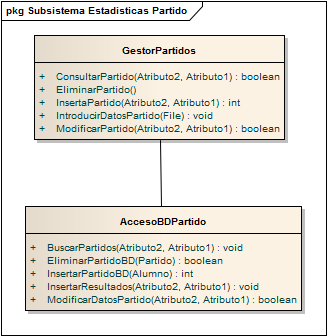 pkg Subsistema Estadisticas Partido
GestorPartidos
+ ConsultarPartido(Atributo2, Atributo1) : boolean
+ EliminarPartido()
+ InsertaPartido(Atributo2, Atributo1) : int
+ IntroducirDatosPartido(File) : void
+ ModificarPartido(Atributo2, Atributo1) : boolean
AccesoBDPartido
+ BuscarPartidos(Atributo2, Atributo1) : void
+ EliminarPartidoBD(Partido) : boolean
+ InsertarPartidoBD(Alumno) : int
+ InsertarResultados(Atributo2, Atributo1) : void
+ ModificarDatosPartido(Atributo2, Atributo1) : boolean